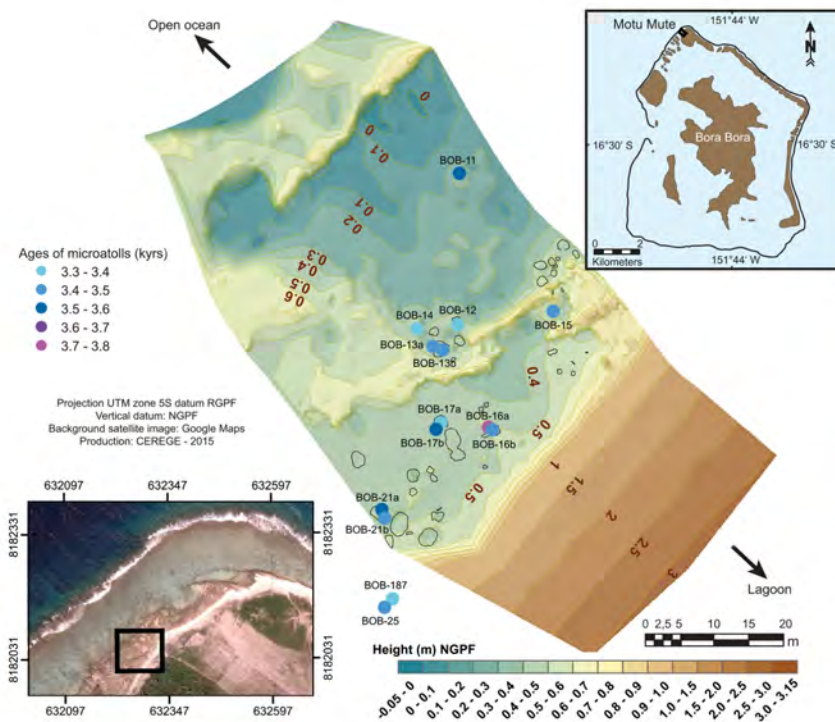 Open ocean
Motu Mute
151°44' W
N
16°30' S
16°30' S
Bora Bora
0
2
Kilometers
151°44' W
0
0
0.1
0.1
0.2
0.3
0.4
0.5
0.6
BOB-11
Ages of microatolls (kyrs)
3.3 - 3.4
3.4 - 3.5
3.5 - 3.6
3.6 - 3.7
3.7 - 3.8
BOB-14
BOB-12
BOB-15
BOB-13a
BOB-13b
0.4
Projection UTM zone 5S datum RGPF
Vertical datum: NGPF
Background satellite image: Google Maps
Production: CEREGE - 2015
BOB-17a
BOB-16a
BOB-17b
BOB-16b
0.5
0.5
1
1.5
2
2.5
3
BOB-21a
BOB-21b
632097
632347
632597
8182331
8182331
8182031
8182031
632097
632347
632597
BOB-187
BOB-25
Lagoon
0 2,5 5 10 15 20
m
Height (m) NGPF
-0.05 - 0
0 - 0.1
0.1 - 0.2
0.2 - 0.3
0.3 - 0.4
0.4 - 0.5
0.5 - 0.6
0.6 - 0.7
0.7 - 0.8
0.8 - 0.9
0.9 - 1.0
1.0 - 1.5
1.5 - 2.0
2.0 - 2.5
2.5 - 3.0
3.0 - 3.15